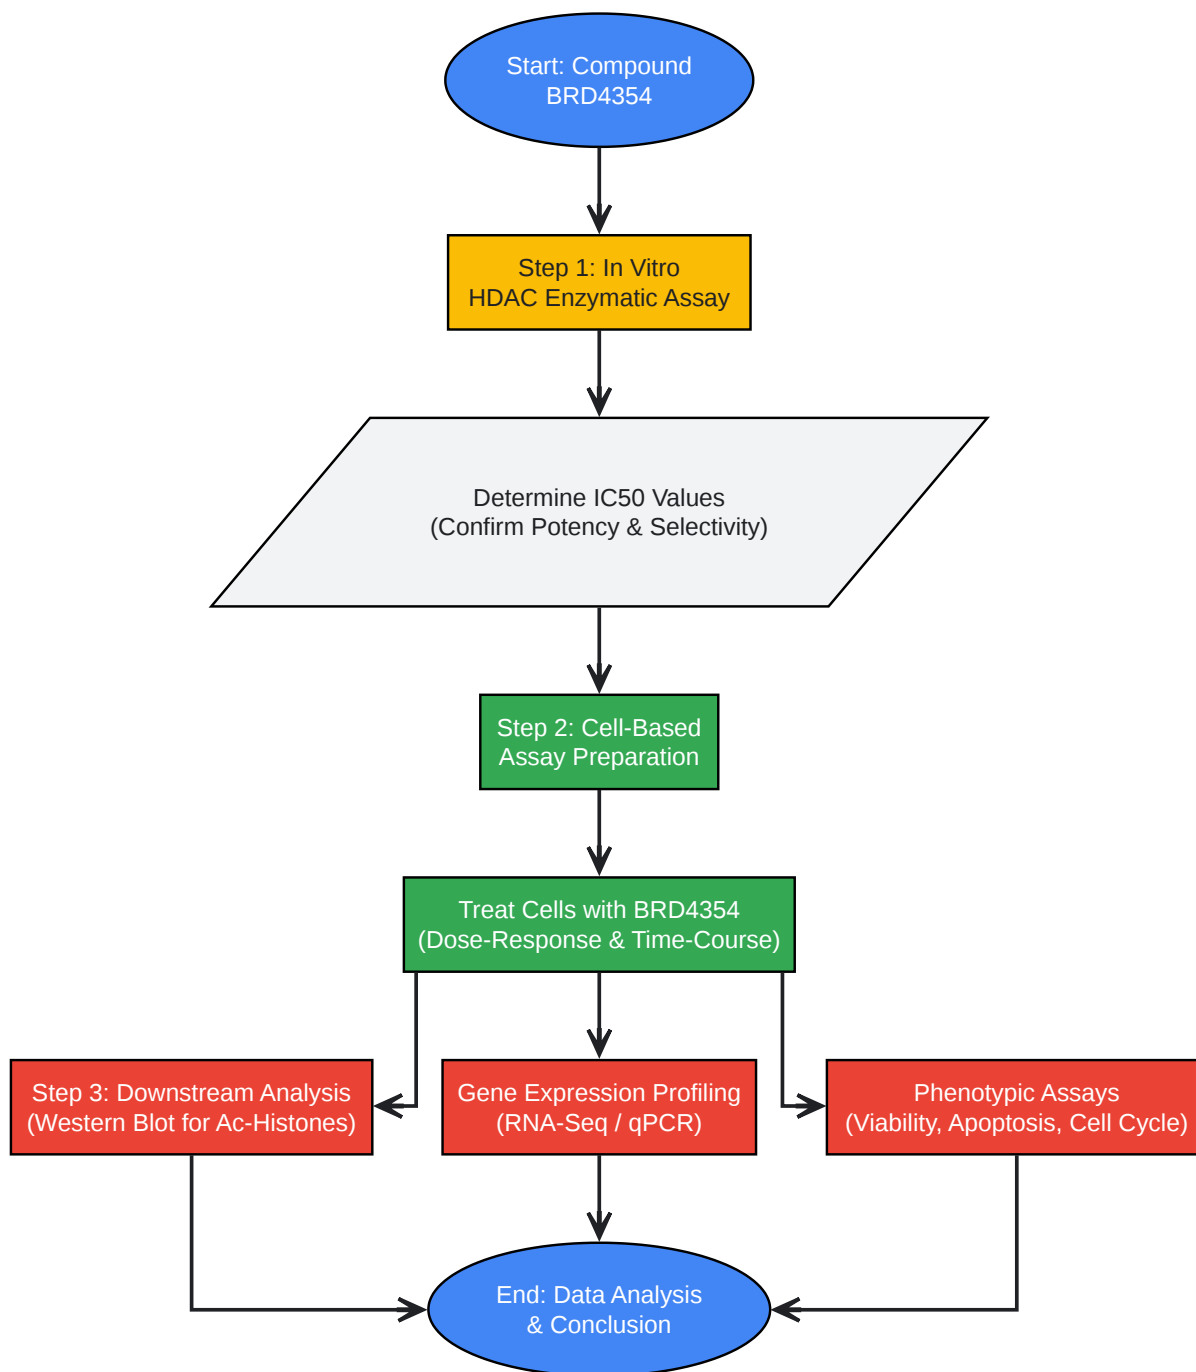 Start: Compound
BRD4354
Step 1: In Vitro
HDAC Enzymatic Assay
Determine IC50 Values
(Confirm Potency & Selectivity)
Step 2: Cell-Based
Assay Preparation
Treat Cells with BRD4354
(Dose-Response & Time-Course)
Step 3: Downstream Analysis
(Western Blot for Ac-Histones)
Gene Expression Profiling
(RNA-Seq / qPCR)
Phenotypic Assays
(Viability, Apoptosis, Cell Cycle)
End: Data Analysis
& Conclusion